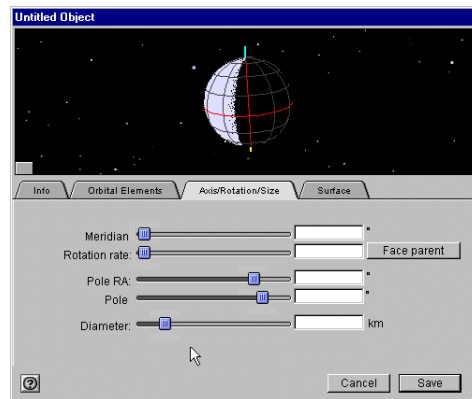 Untitled Object
Info Orbital Elements Axis/Rotation/Size Surface
Meridian °
Rotation rate: Face parent
Pole RA: °
Pole °
Diameter: km
? Cancel Save